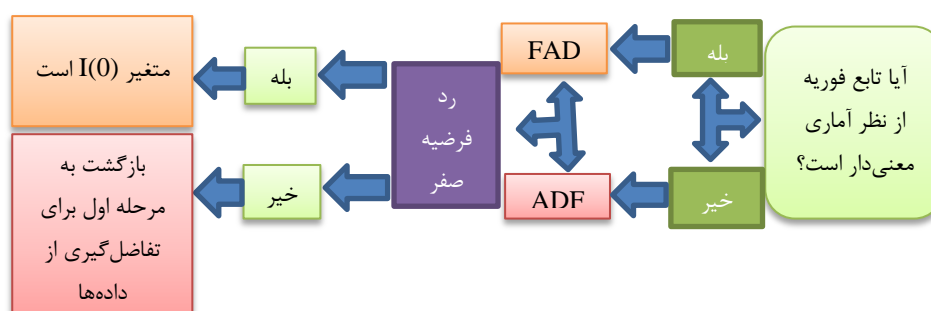 آیا تابع فوریه
از نظر آماری
معنی‌دار است؟
بله
خیر
FAD
ADF
رد
فرضیه
صفر
بله
خیر
متغیر I(0) است
بازگشت به
مرحله اول برای
تفاضل‌گیری از
داده‌ها